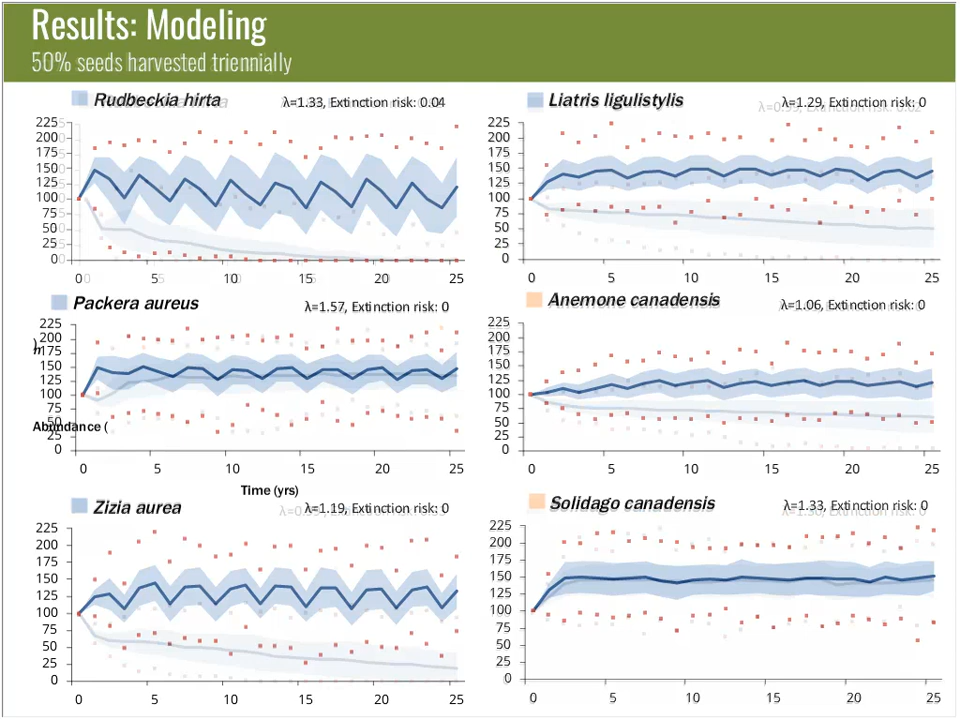 Results: Modeling
50% seeds harvested triennially
Rudbeckia hirta
λ=1.33, Extinction risk: 0.04
Liatris ligulistylis
λ=1.29, Extinction risk: 0
225
200
175
150
125
100
75
50
25
0
0 5 10 15 20 25
225
200
175
150
125
100
75
50
25
0
0 5 10 15 20 25
Packera aureus
λ=1.57, Extinction risk: 0
Anemone canadensis
λ=1.06, Extinction risk: 0
225
200
175
150
125
100
75
50
25
0
Abundance (
0 5 10 15 20 25
Time (yrs)
225
200
175
150
125
100
75
50
25
0
0 5 10 15 20 25
Zizia aurea
λ=1.19, Extinction risk: 0
Solidago canadensis
λ=1.33, Extinction risk: 0
225
200
175
150
125
100
75
50
25
0
0 5 10 15 20 25
225
200
175
150
125
100
75
50
25
0
0 5 10 15 20 25